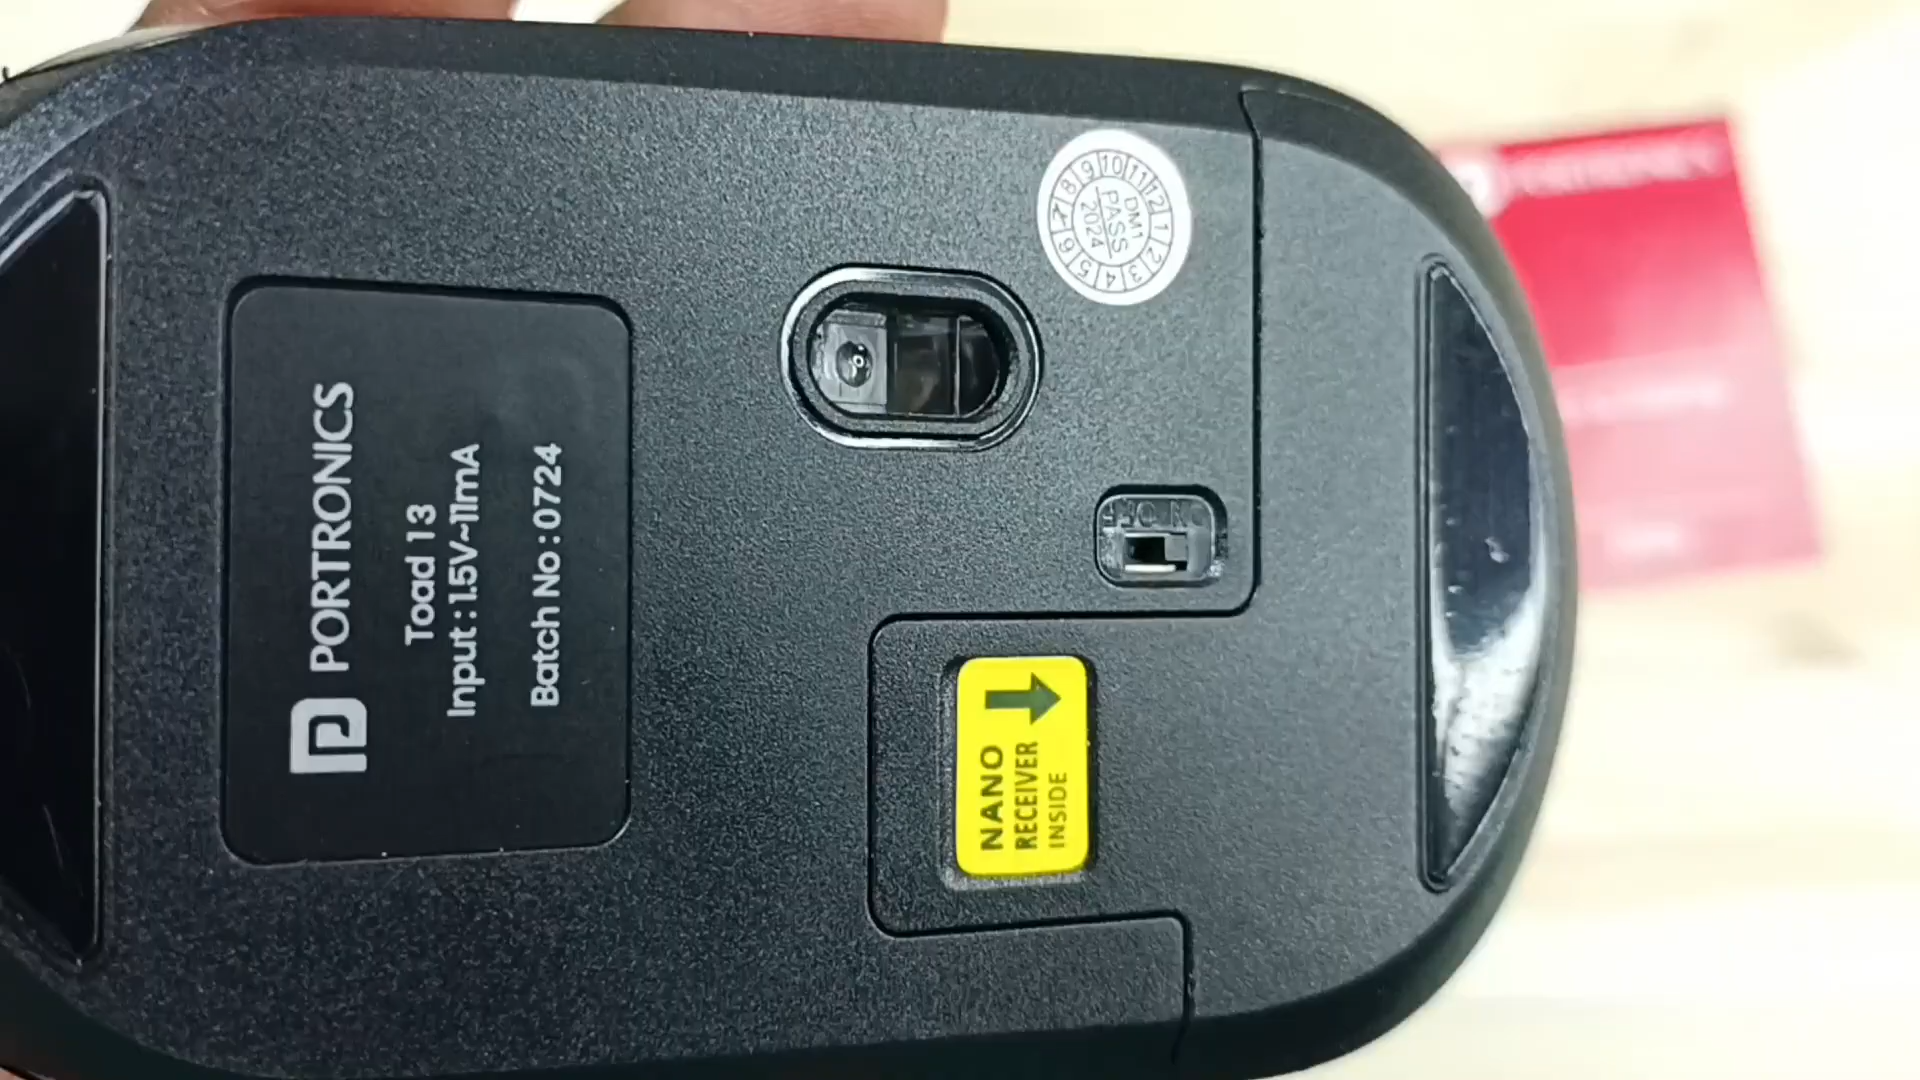 PORTRONICS
Toad 13
Input : 1.5V~11mA
Batch No : 0724
8 9 10 11 12 1 2 3 4 5 6
DM1
PASS
2024
OFF ON
NANO
RECEIVER
INSIDE